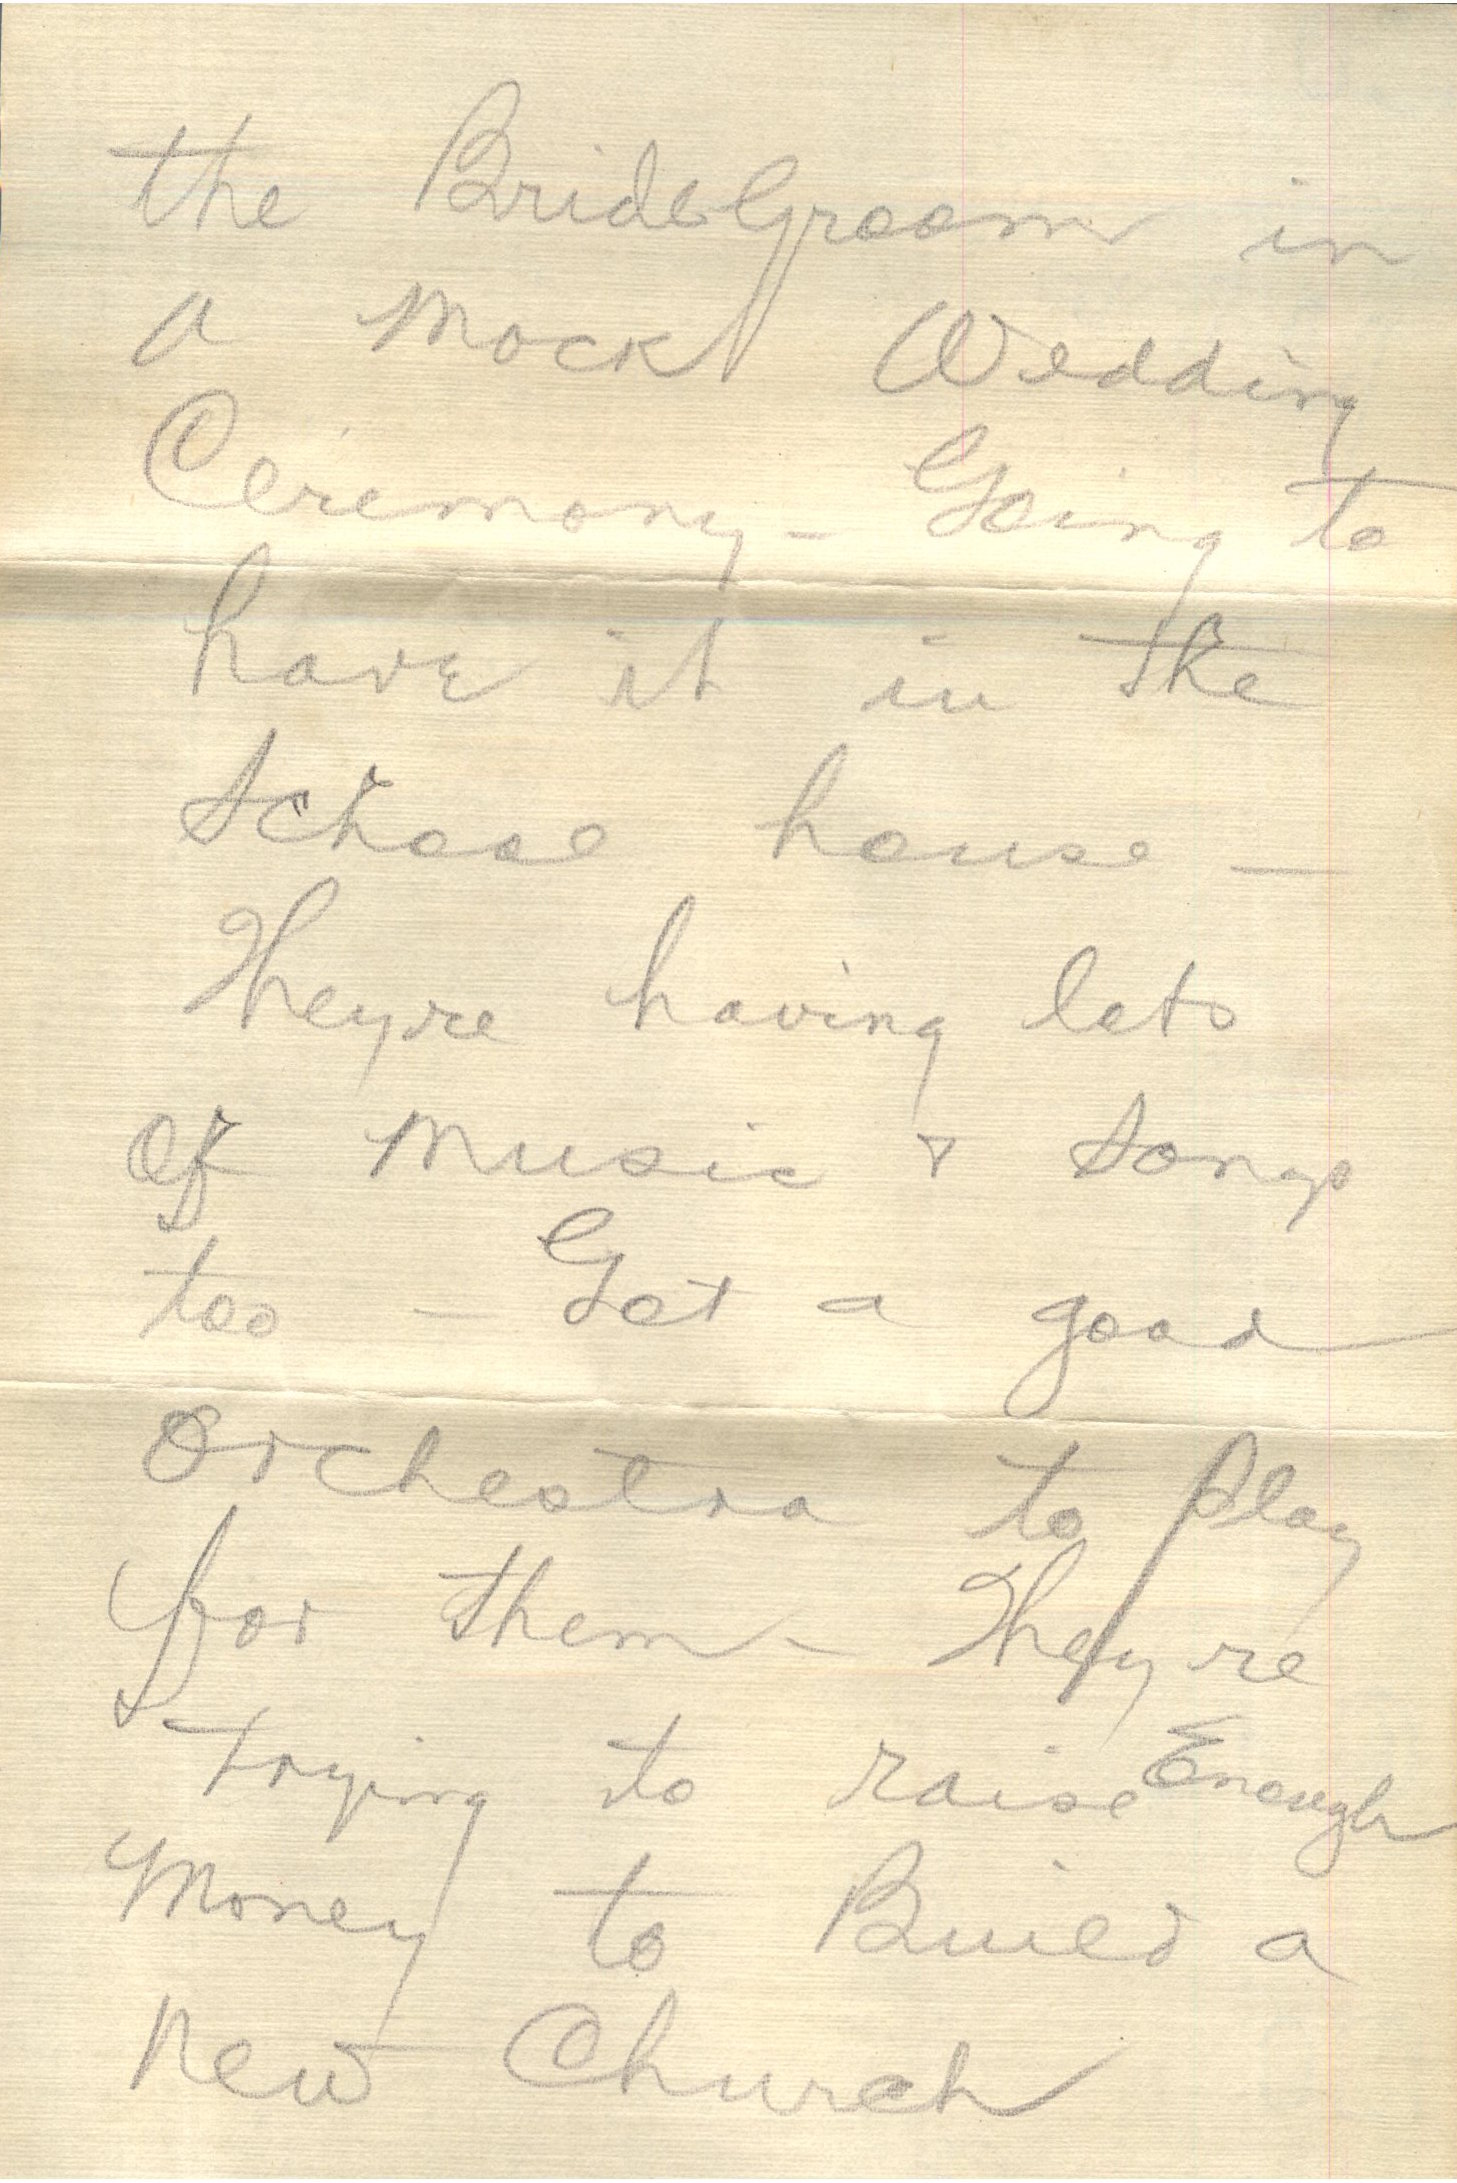 the BrideGroom in
a Mock Wedding
Ceremony - Going to
have it in the
School house -
Theyre having lots
Of Music & Songs
too - Got a good
Orchestra to Play
for them - Theyre
trying to raise Enough
Money to Build a
New Church